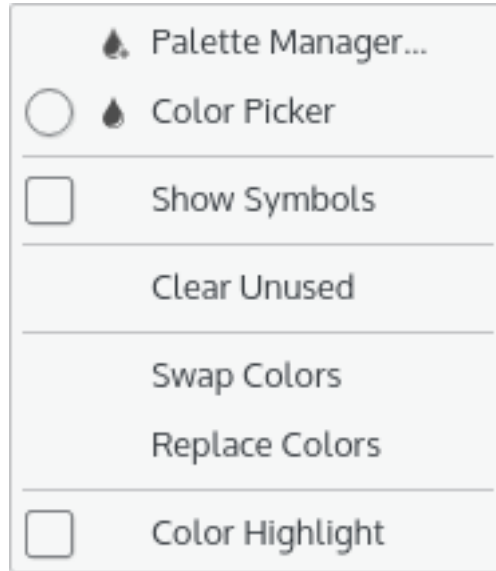 Palette Manager...
Color Picker
Show Symbols
Clear Unused
Swap Colors
Replace Colors
Color Highlight